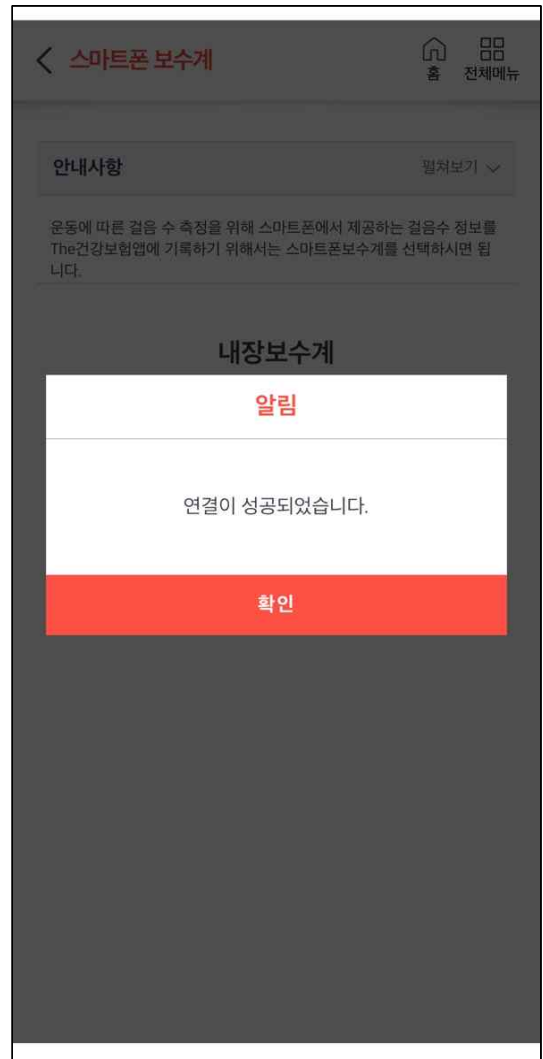 스마트폰 보수계
홈
전체메뉴
안내사항
펼쳐보기
운동에 따른 걸음 수 측정을 위해 스마트폰에서 제공하는 걸음수 정보를
The건강보험앱에 기록하기 위해서는 스마트폰보수계를 선택하시면 됩
니다.
내장보수계
알림
연결이 성공되었습니다.
확인